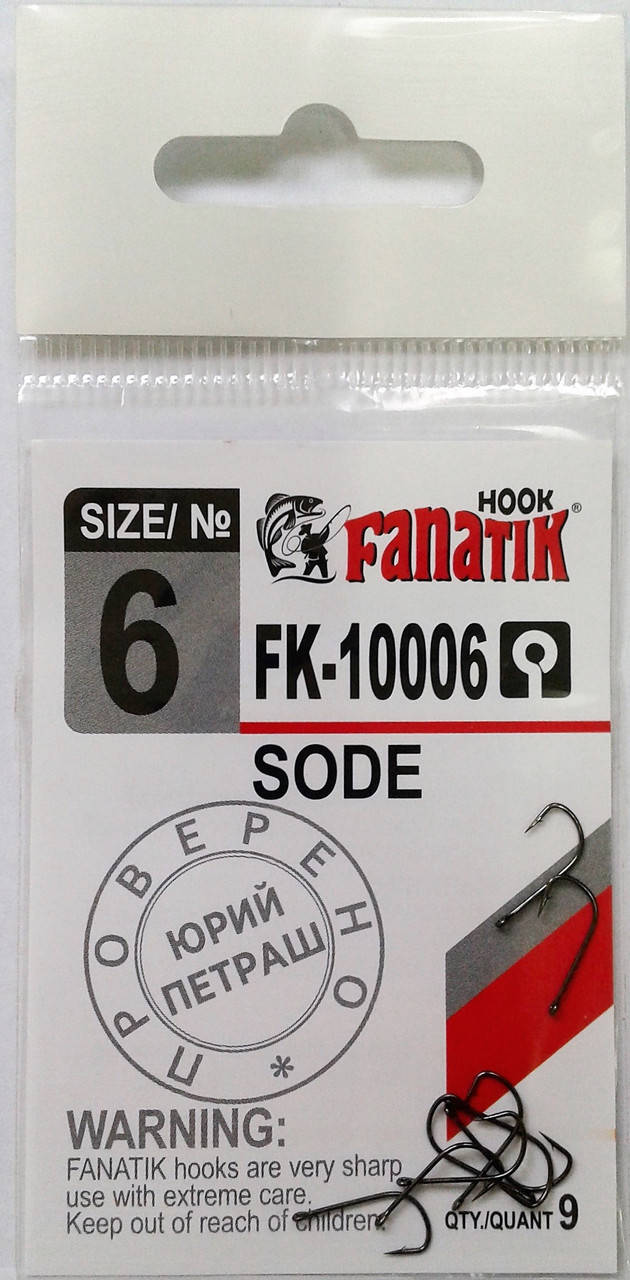 SIZE/ №
6
HOOK
Fanatik®
FK-10006
SODE
ПРОВЕРЕНО *
ЮРИЙ
ПЕТРАШ
WARNING:
FANATIK hooks are very sharp
use with extreme care.
Keep out of reach of children.
QTY./QUANT 9